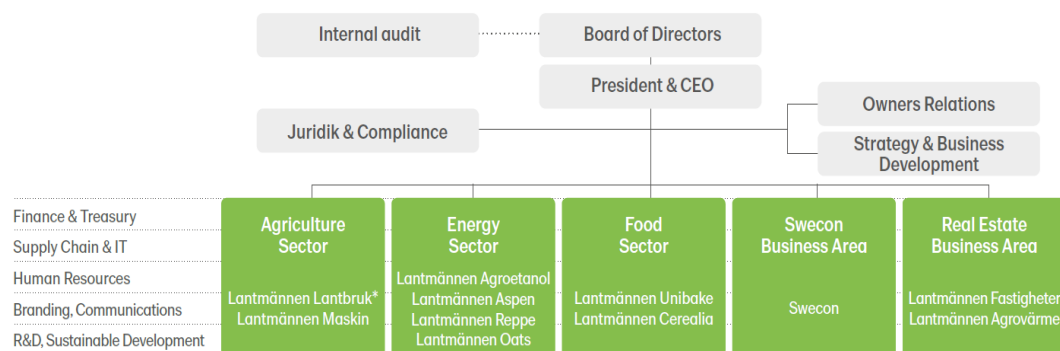 Internal audit
Board of Directors
President & CEO
Owners Relations
Juridik & Compliance
Strategy & Business
Development
Finance & Treasury
Supply Chain & IT
Human Resources
Branding, Communications
R&D, Sustainable Development
Agriculture
Sector
Lantmännen Lantbruk*
Lantmännen Maskin
Energy
Sector
Lantmännen Agroetanol
Lantmännen Aspen
Lantmännen Reppe
Lantmännen Oats
Food
Sector
Lantmännen Unibake
Lantmännen Cerealia
Swecon
Business Area
Swecon
Real Estate
Business Area
Lantmännen Fastigheter
Lantmännen Agrovärme